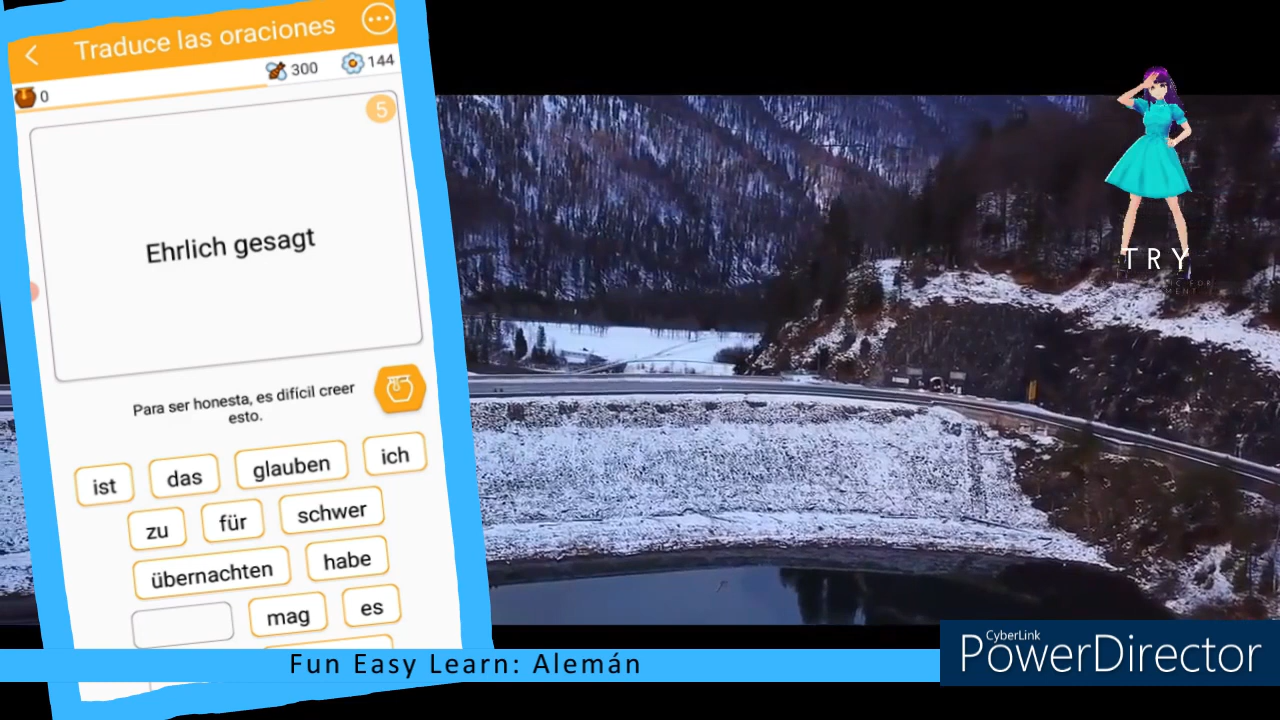 Traduce las oraciones
0
300
144
5
Ehrlich gesagt
Para ser honesta, es difícil creer
esto.
ist
das
glauben
ich
zu
für
schwer
übernachten
habe
mag
es
Fun Easy Learn: Alemán
TRY
CyberLink
PowerDirector